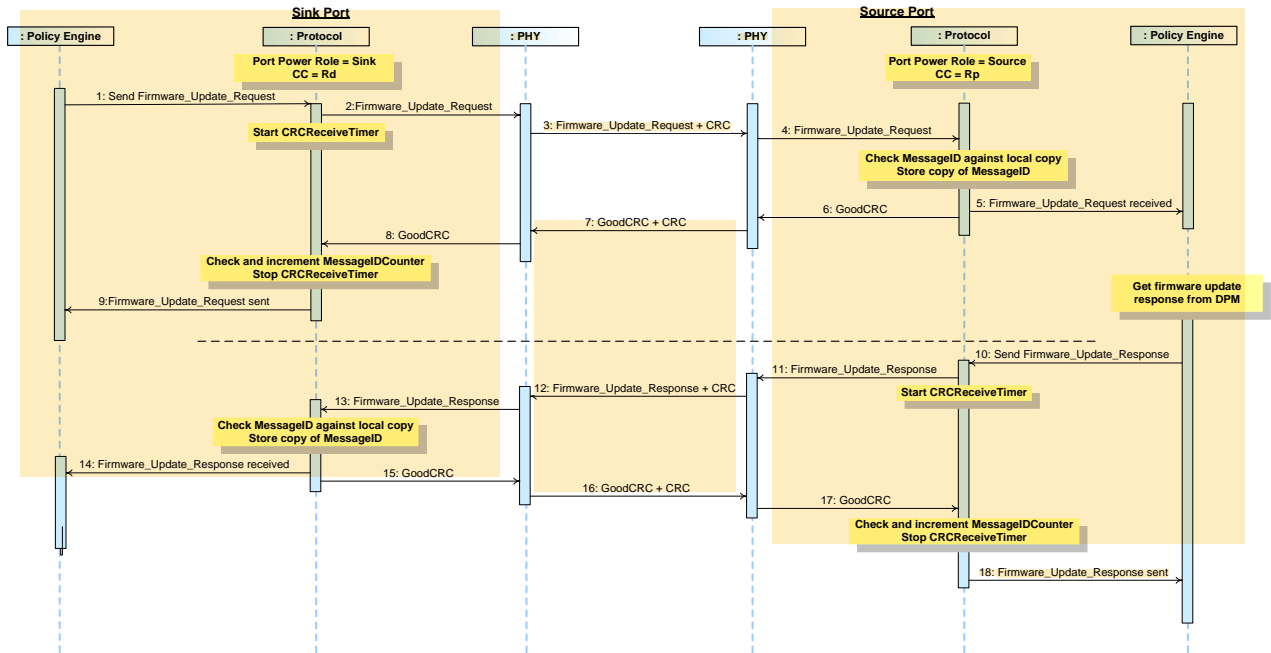 Sink Port
Source Port
: Policy Engine
: Protocol
: PHY
: PHY
: Protocol
: Policy Engine
Port Power Role = Sink
CC = Rd
Port Power Role = Source
CC = Rp
1: Send Firmware_Update_Request
2:Firmware_Update_Request
Start CRCReceiveTimer
3: Firmware_Update_Request + CRC
4: Firmware_Update_Request
Check MessageID against local copy
Store copy of MessageID
5: Firmware_Update_Request received
6: GoodCRC
7: GoodCRC + CRC
8: GoodCRC
Check and increment MessageIDCounter
Stop CRCReceiveTimer
9:Firmware_Update_Request sent
Get firmware update
response from DPM
10: Send Firmware_Update_Response
11: Firmware_Update_Response
Start CRCReceiveTimer
12: Firmware_Update_Response + CRC
13: Firmware_Update_Response
Check MessageID against local copy
Store copy of MessageID
14: Firmware_Update_Response received
15: GoodCRC
16: GoodCRC + CRC
17: GoodCRC
Check and increment MessageIDCounter
Stop CRCReceiveTimer
18: Firmware_Update_Response sent